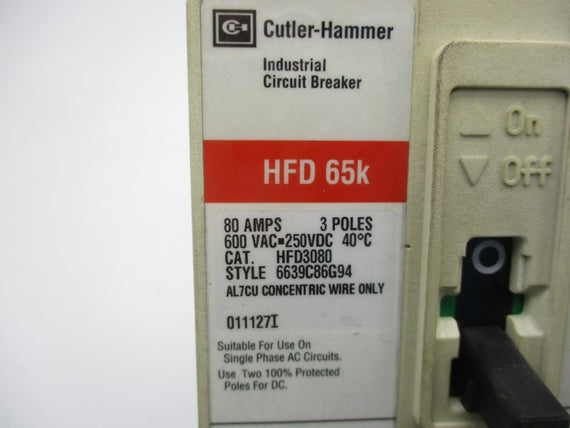 Cutler-Hammer
Industrial
Circuit Breaker
HFD 65k
80 AMPS 3 POLES
600 VAC▪250VDC 40°C
CAT. HFD3080
STYLE 6639C86G94
AL7CU CONCENTRIC WIRE ONLY
011127I
Suitable For Use On
Single Phase AC Circuits.
Use Two 100% Protected
Poles For DC.
On
Off